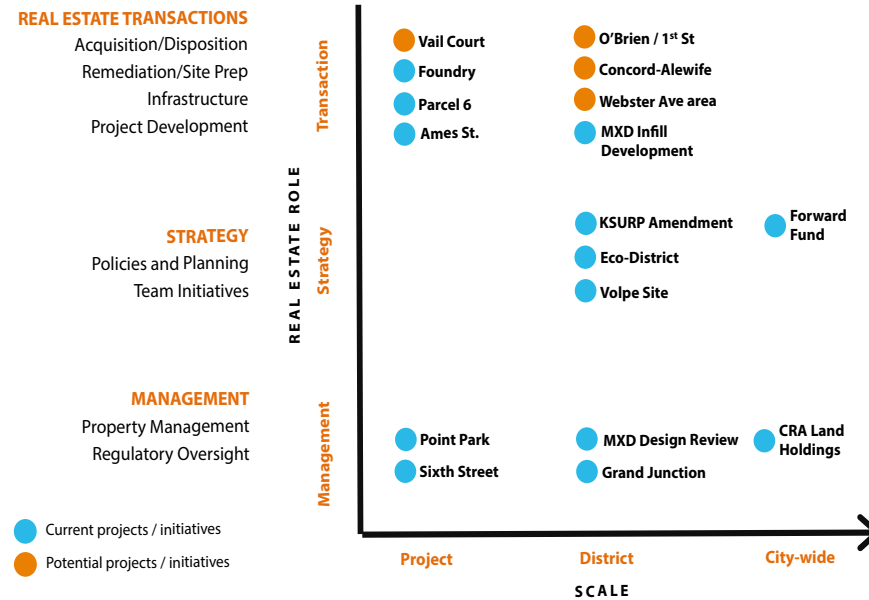 REAL ESTATE TRANSACTIONS
Acquisition/Disposition
Remediation/Site Prep
Infrastructure
Project Development
STRATEGY
Policies and Planning
Team Initiatives
MANAGEMENT
Property Management
Regulatory Oversight
Current projects / initiatives
Potential projects / initiatives
REAL ESTATE ROLE
Transaction
Strategy
Management
Vail Court
Foundry
Parcel 6
Ames St.
O’Brien / 1st St
Concord-Alewife
Webster Ave area
MXD Infill
Development
KSURP Amendment
Eco-District
Volpe Site
Forward
Fund
Point Park
Sixth Street
MXD Design Review
Grand Junction
CRA Land
Holdings
Project
District
City-wide
SCALE